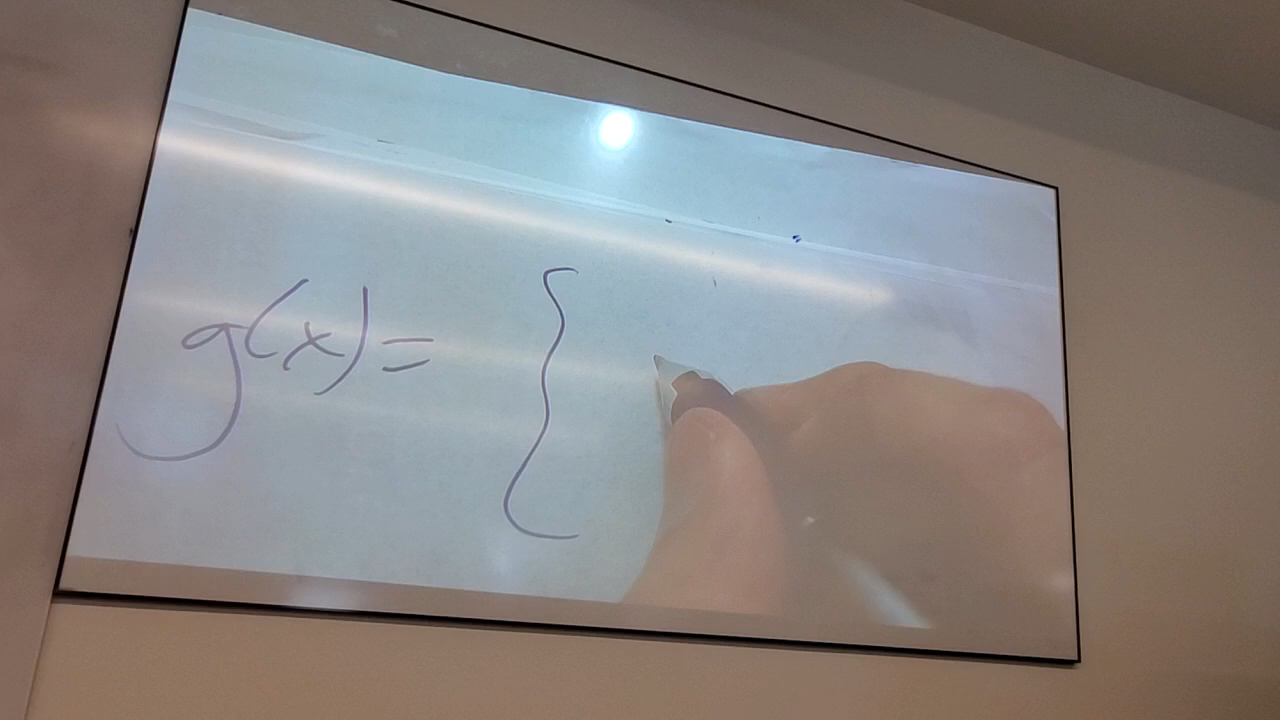 g(x) = {